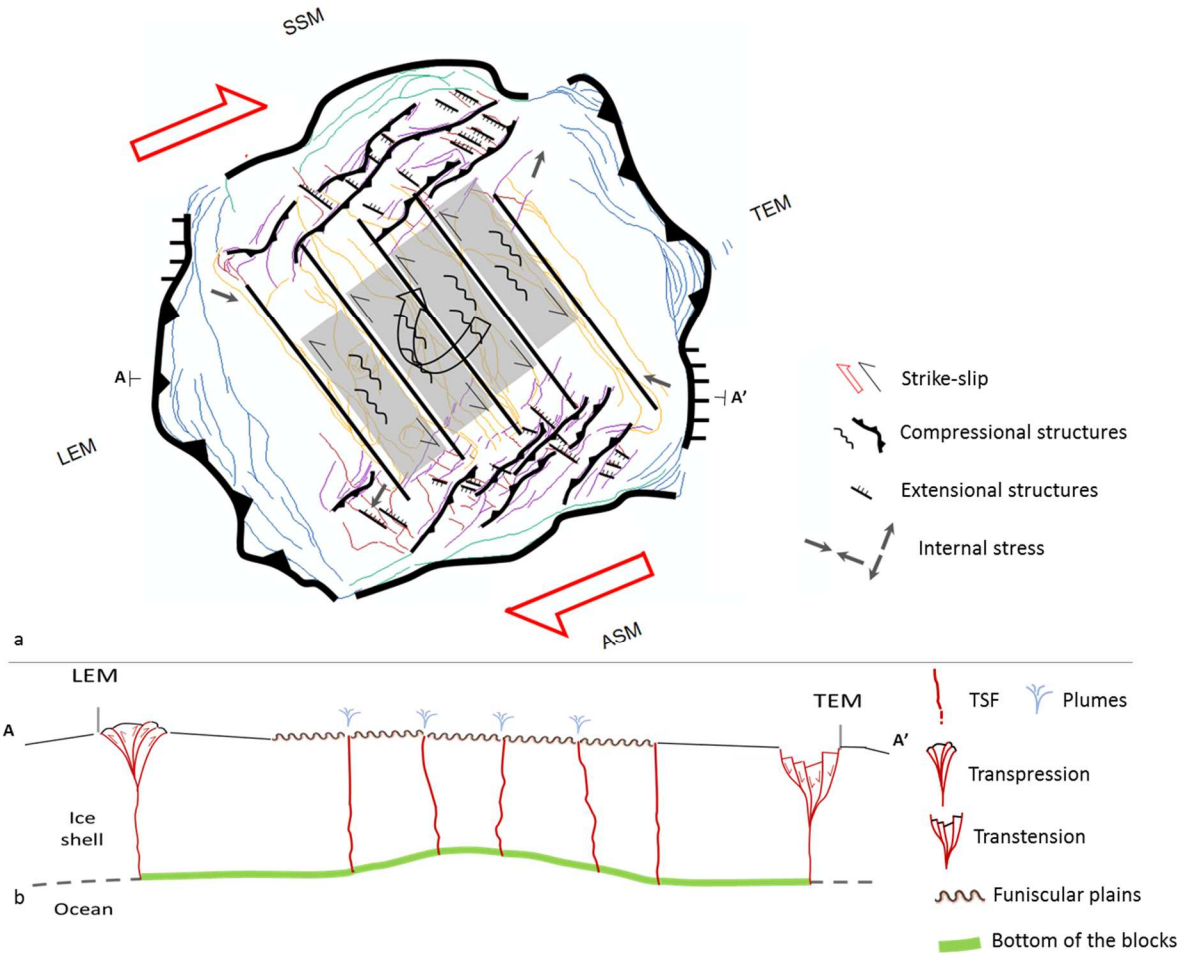 SSM
TEM
A
A'
LEM
ASM
Strike-slip
Compressional structures
Extensional structures
Internal stress
a
LEM
TEM
A
A'
Ice
shell
Ocean
b
TSF
Plumes
Transpression
Transtension
Funiscular plains
Bottom of the blocks